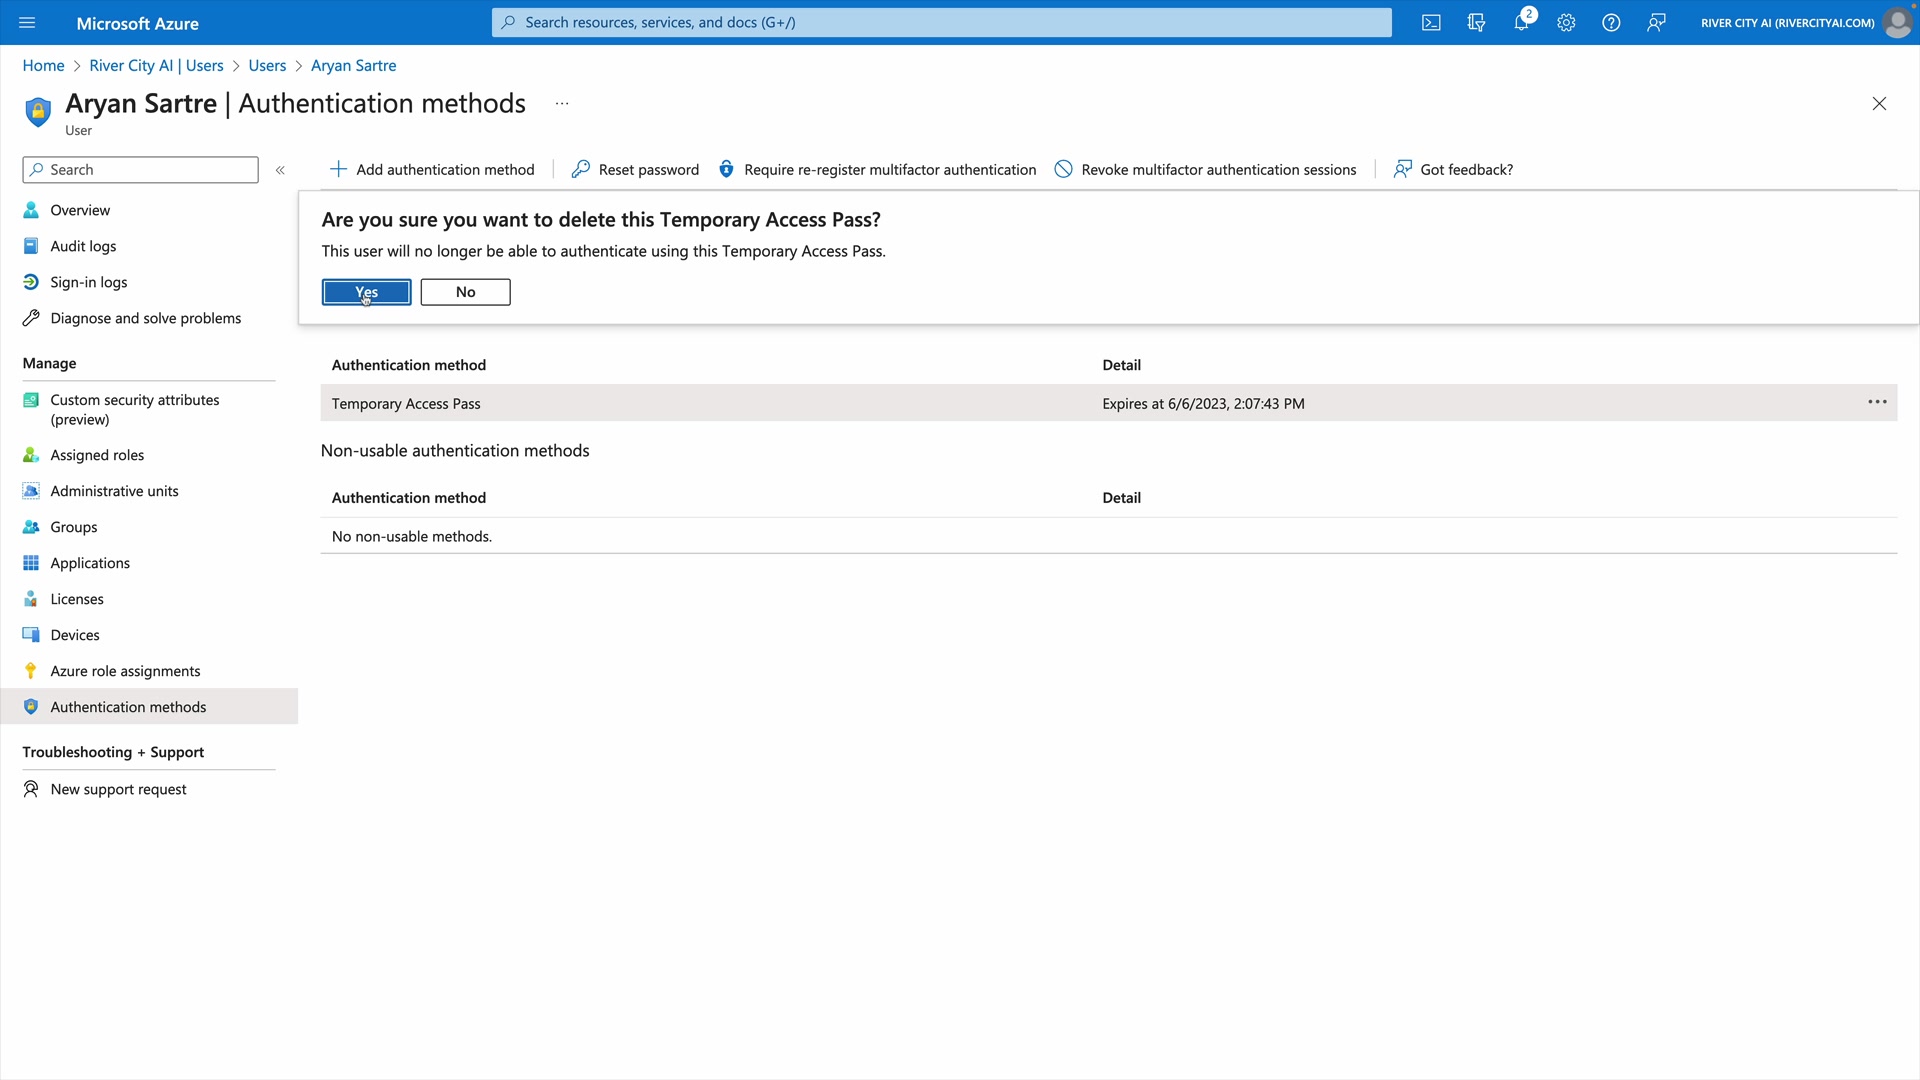 Microsoft Azure
Search resources, services, and docs (G+/)
2
RIVER CITY AI (RIVERCITYAI.COM)
Home > River City AI | Users > Users > Aryan Sartre
Aryan Sartre | Authentication methods ...
User
Search
«
Add authentication method
Reset password
Require re-register multifactor authentication
Revoke multifactor authentication sessions
Got feedback?
Overview
Audit logs
Sign-in logs
Diagnose and solve problems
Manage
Custom security attributes
(preview)
Assigned roles
Administrative units
Groups
Applications
Licenses
Devices
Azure role assignments
Authentication methods
Troubleshooting + Support
New support request
Are you sure you want to delete this Temporary Access Pass?
This user will no longer be able to authenticate using this Temporary Access Pass.
Yes
No
Authentication method Detail
Temporary Access Pass Expires at 6/6/2023, 2:07:43 PM ...
Non-usable authentication methods
Authentication method Detail
No non-usable methods.